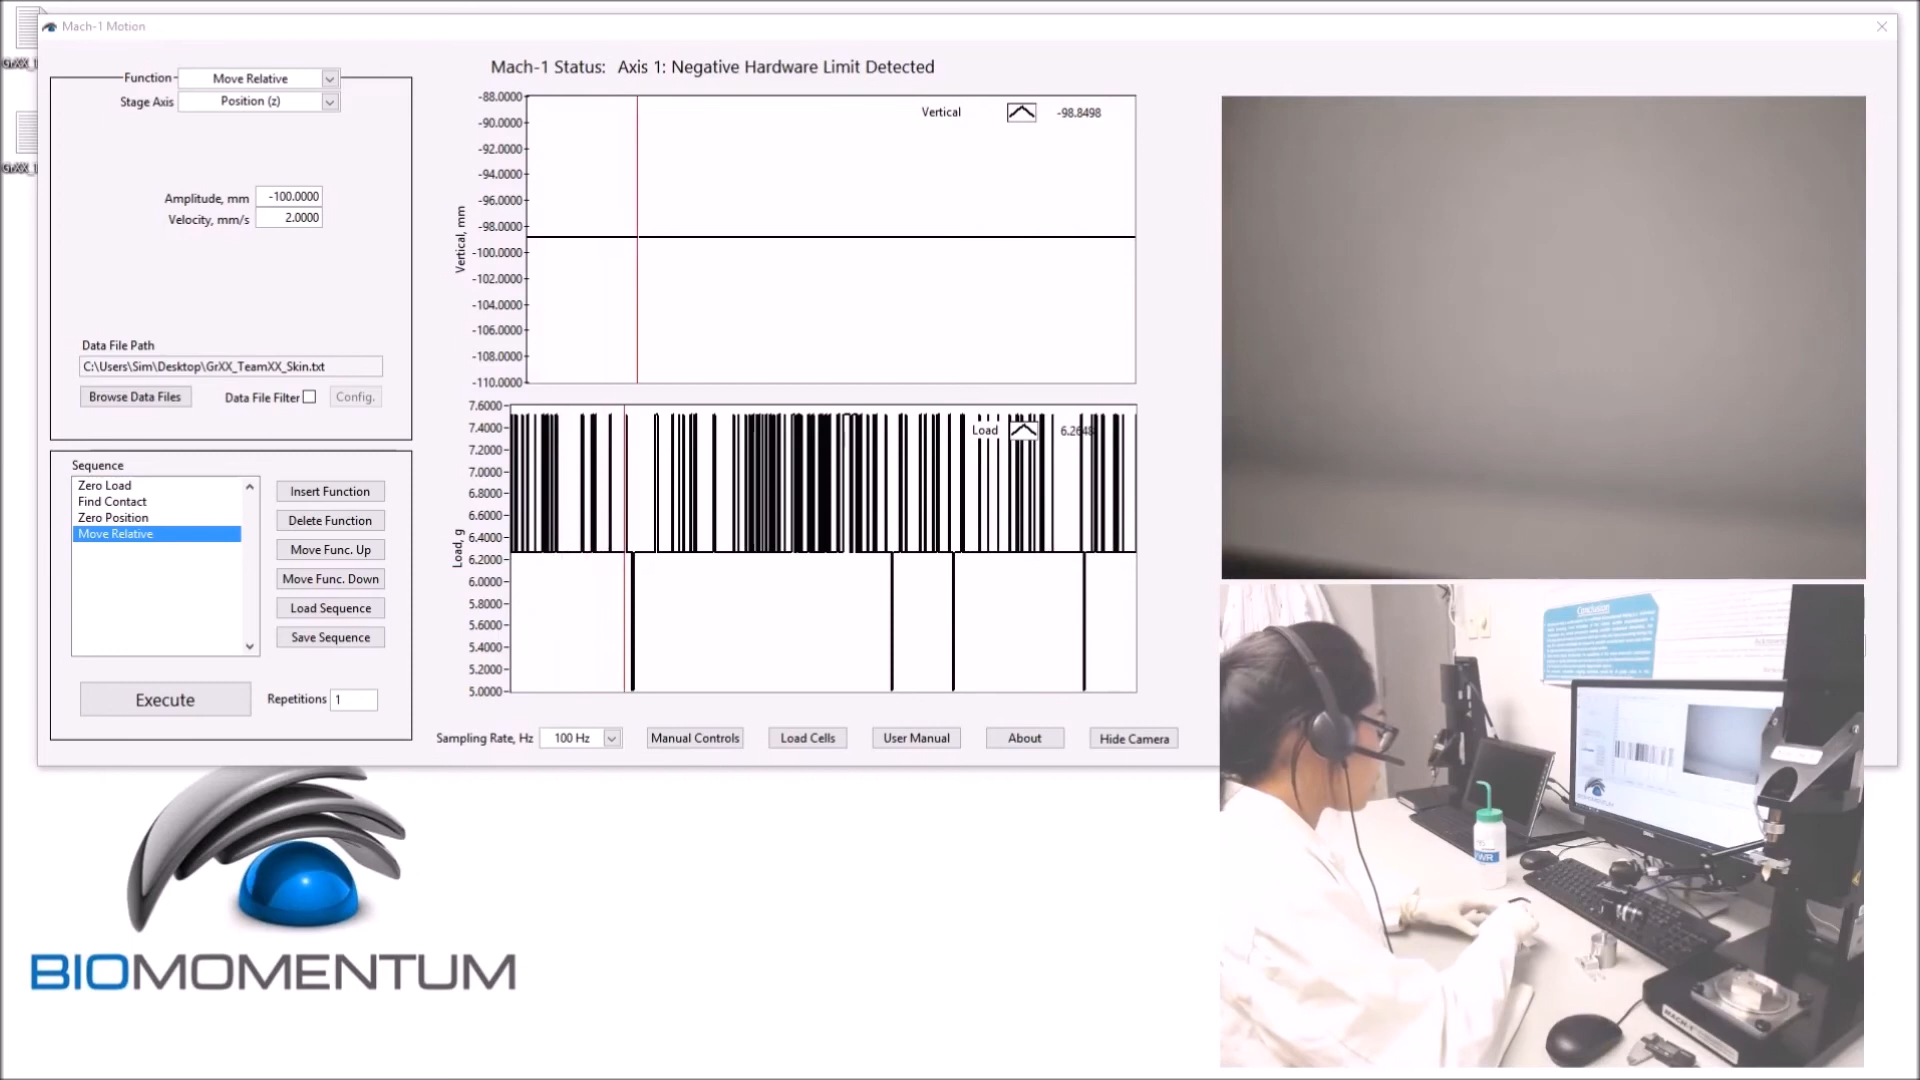 Mach-1 Motion
Mach-1 Status: Axis 1: Negative Hardware Limit Detected
Function
Move Relative
Stage Axis
Position (z)
Amplitude, mm
-100.0000
Velocity, mm/s
2.0000
Data File Path
C:\Users\Sim\Desktop\GrXX_TeamXX_Skin.txt
Browse Data Files
Data File Filter
Config.
Sequence
Zero Load
Find Contact
Zero Position
Move Relative
Insert Function
Delete Function
Move Func. Up
Move Func. Down
Load Sequence
Save Sequence
Execute
Repetitions 1
Vertical
-98.8498
Vertical, mm
-88.0000
-90.0000
-92.0000
-94.0000
-96.0000
-98.0000
-100.0000
-102.0000
-104.0000
-106.0000
-108.0000
-110.0000
Load
6.2648
Load, g
7.6000
7.4000
7.2000
7.0000
6.8000
6.6000
6.4000
6.2000
6.0000
5.8000
5.6000
5.4000
5.2000
5.0000
Sampling Rate, Hz
100 Hz
Manual Controls
Load Cells
User Manual
About
Hide Camera
BIOMOMENTUM
Conclusion
VWR
MACH-1